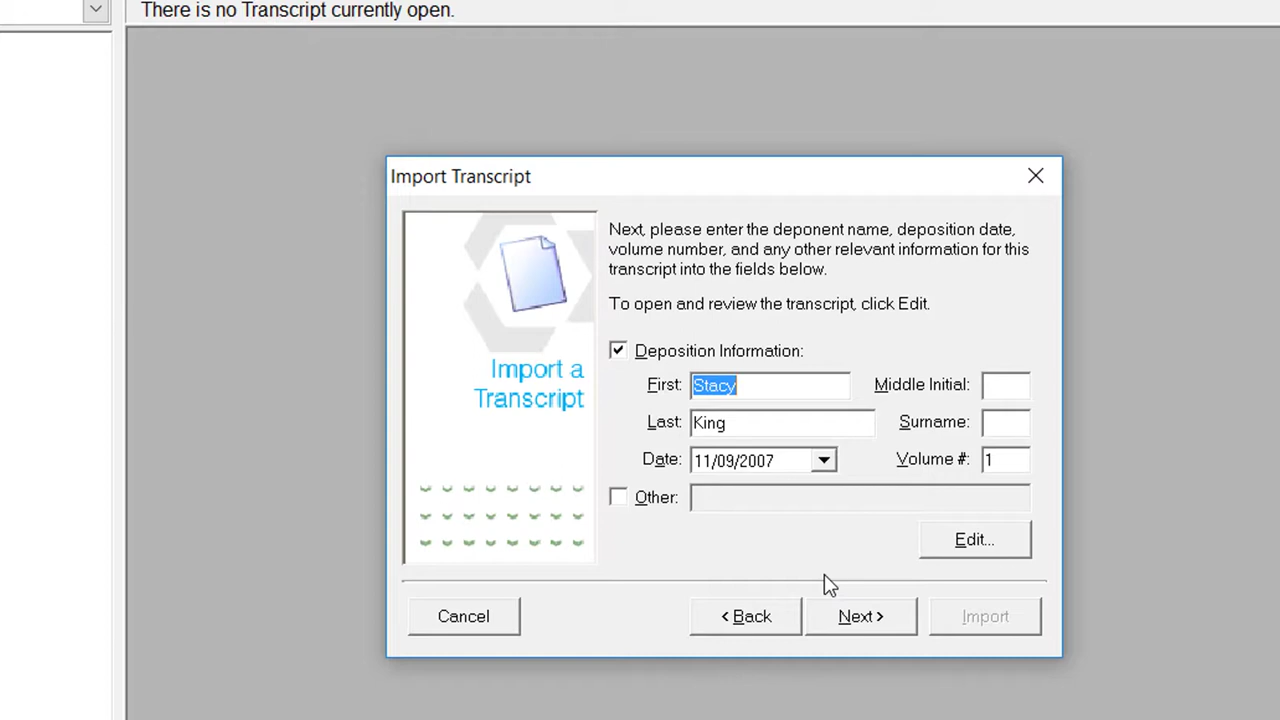 There is no Transcript currently open.
Import Transcript
Import a
Transcript
Next, please enter the deponent name, deposition date,
volume number, and any other relevant information for this
transcript into the fields below.
To open and review the transcript, click Edit.
Deposition Information:
First: Stacy Middle Initial:
Last: King Surname:
Date: 11/09/2007 Volume #: 1
Other:
Edit...
Cancel < Back Next > Import